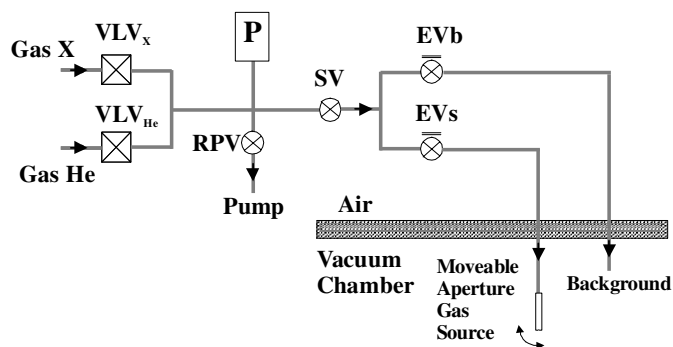 VLVX
Gas X
P
EVb
SV
VLVHe
EVs
RPV
Gas He
Pump
Air
Vacuum
Chamber
Moveable
Aperture
Gas
Source
Background